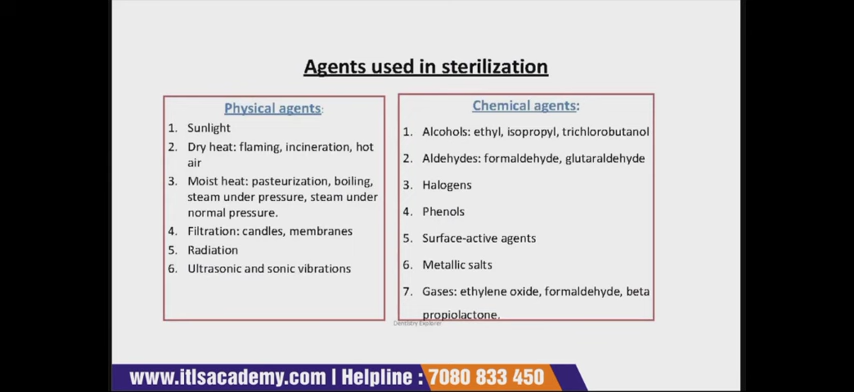 Agents used in sterilization
Physical agents:
1. Sunlight
2. Dry heat: flaming, incineration, hot
air
3. Moist heat: pasteurization, boiling,
steam under pressure, steam under
normal pressure.
4. Filtration: candles, membranes
5. Radiation
6. Ultrasonic and sonic vibrations
Chemical agents:
1. Alcohols: ethyl, isopropyl, trichlorobutanol
2. Aldehydes: formaldehyde, glutaraldehyde
3. Halogens
4. Phenols
5. Surface-active agents
6. Metallic salts
7. Gases: ethylene oxide, formaldehyde, beta
propiolactone.
Dentistry Explorer
www.itlsacademy.com | Helpline : 7080 833 450